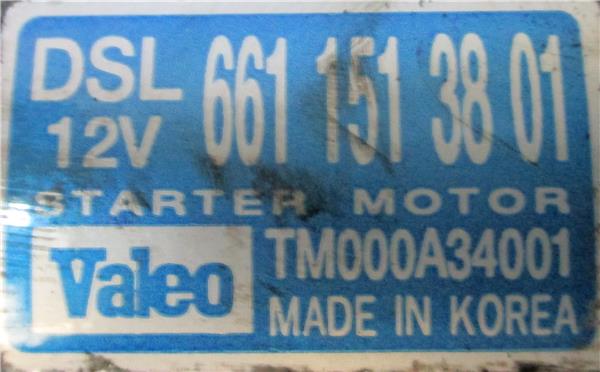 DSL 661 151 38 01
12V
STARTER MOTOR
Valeo TM000A34001
MADE IN KOREA